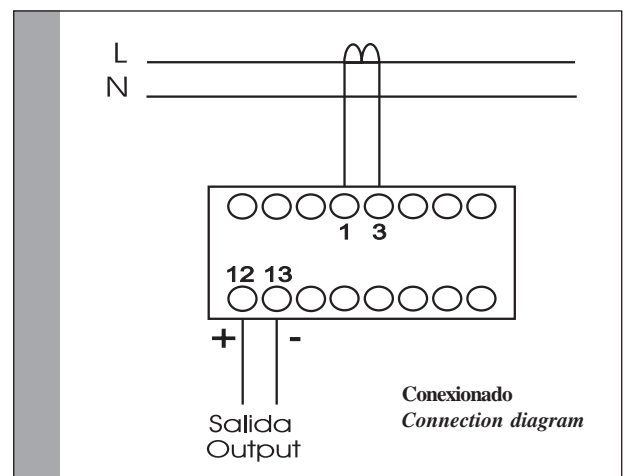 L
N
1 3
12 13
+ -
Salida
Output
Conexionado
Connection diagram